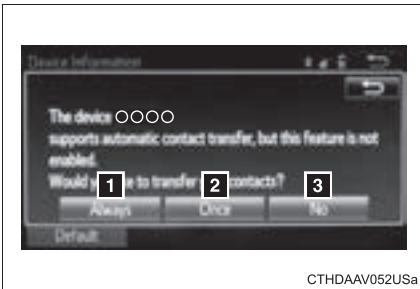 Device Information
The device ○○○○
supports automatic contact transfer, but this feature is not
enabled.
Would you to transfer contacts?
1 2 3
Always Once No
Default
CTHDAAV052USa